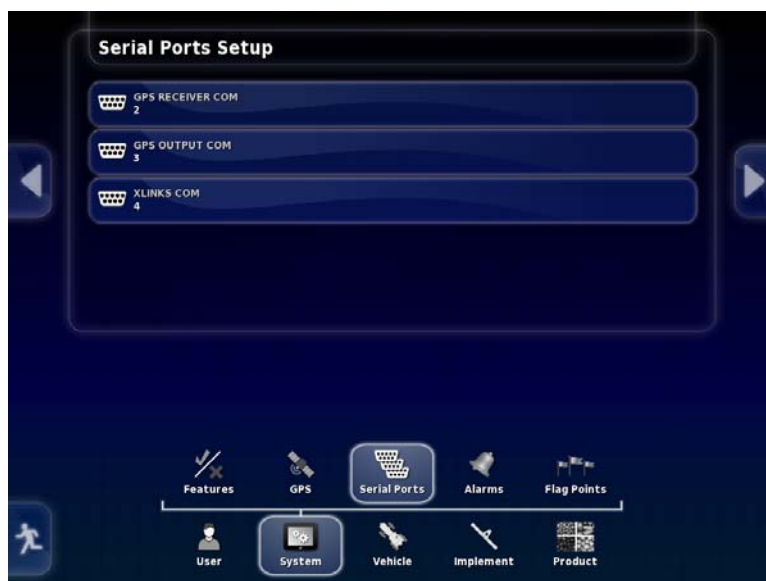 Serial Ports Setup
GPS RECEIVER COM
2
GPS OUTPUT COM
3
XLINKS COM
4
Features GPS Serial Ports Alarms Flag Points
User System Vehicle Implement Product